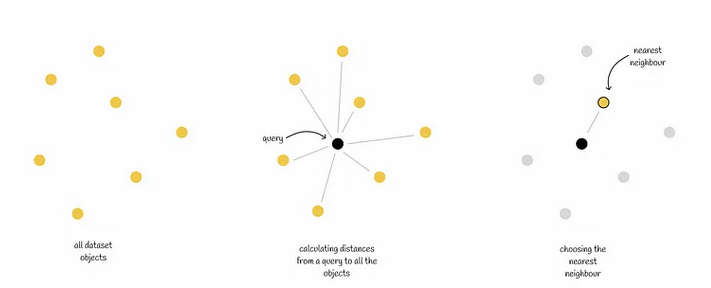 nearest
neighbour
query
all dataset
objects
calculating distances
from a query to all the
objects
choosing the
nearest
neighbour